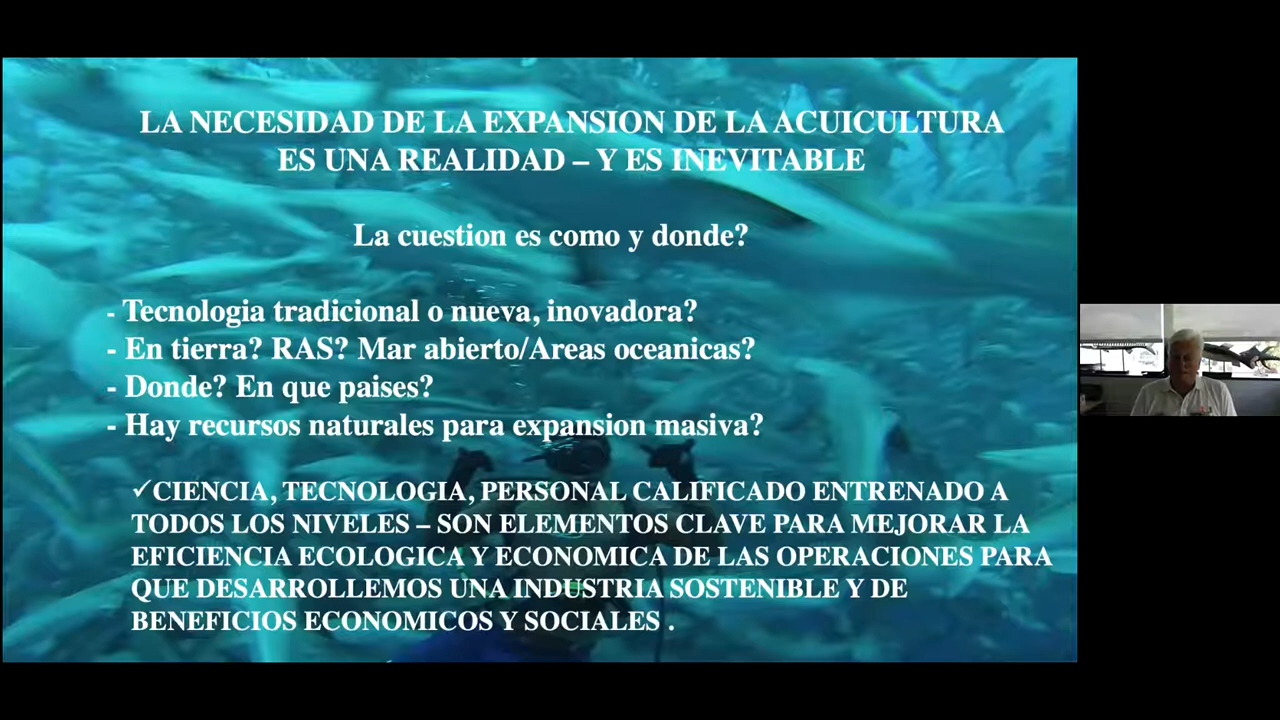 LA NECESIDAD DE LA EXPANSION DE LA ACUICULTURA
ES UNA REALIDAD – Y ES INEVITABLE
La cuestion es como y donde?
- Tecnologia tradicional o nueva, inovadora?
- En tierra? RAS? Mar abierto/Areas oceanicas?
- Donde? En que paises?
- Hay recursos naturales para expansion masiva?
✓CIENCIA, TECNOLOGIA, PERSONAL CALIFICADO ENTRENADO A
TODOS LOS NIVELES – SON ELEMENTOS CLAVE PARA MEJORAR LA
EFICIENCIA ECOLOGICA Y ECONOMICA DE LAS OPERACIONES PARA
QUE DESARROLLEMOS UNA INDUSTRIA SOSTENIBLE Y DE
BENEFICIOS ECONOMICOS Y SOCIALES .